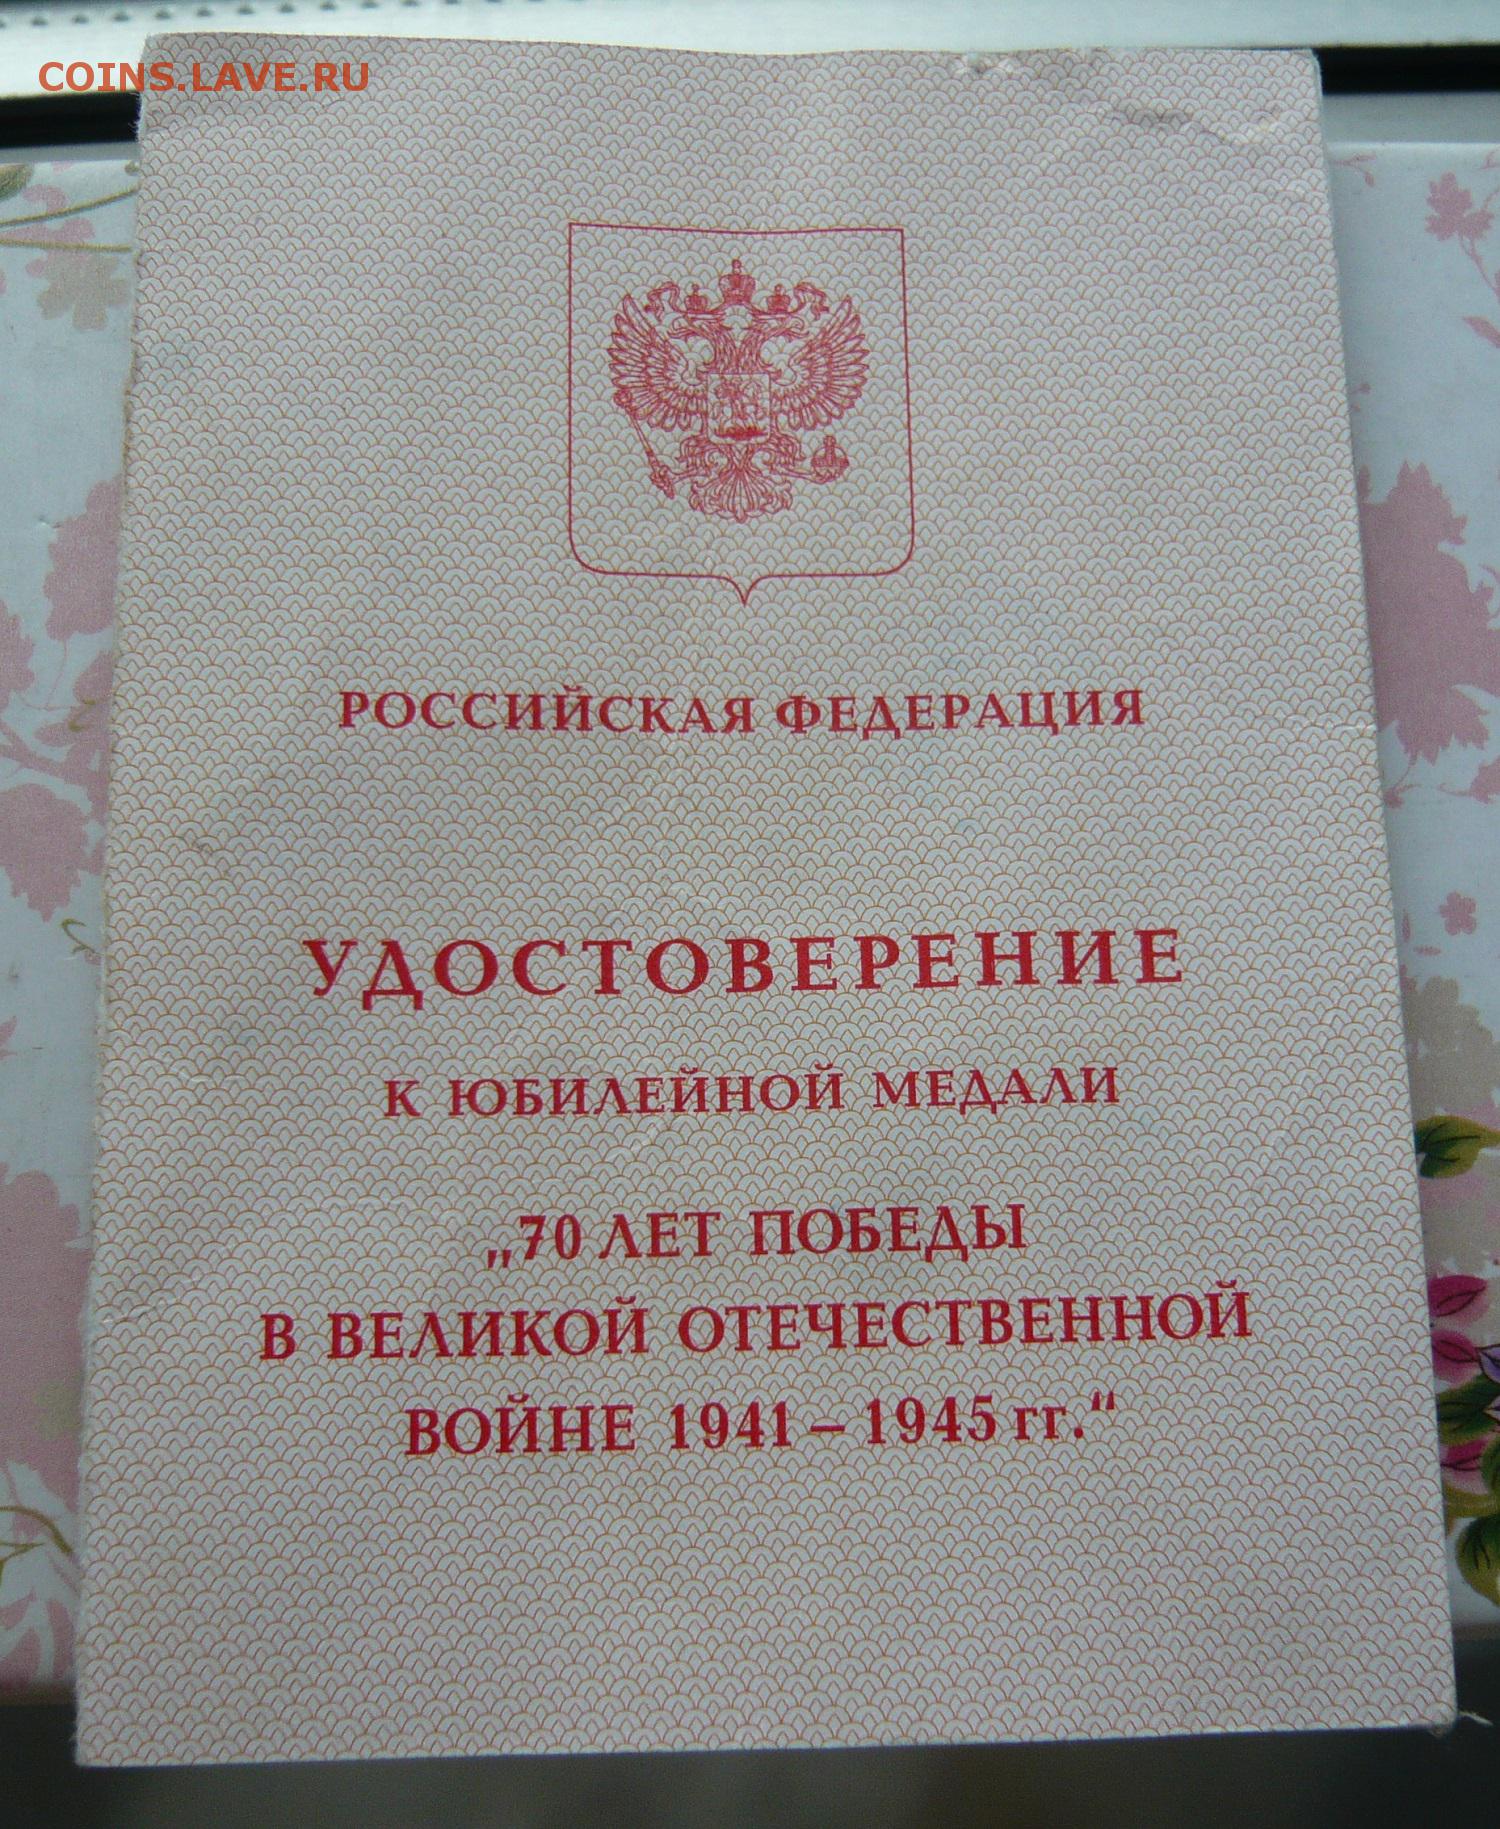 COINS.LAVE.RU
РОССИЙСКАЯ ФЕДЕРАЦИЯ
УДОСТОВЕРЕНИЕ
К ЮБИЛЕЙНОЙ МЕДАЛИ
„70 ЛЕТ ПОБЕДЫ
В ВЕЛИКОЙ ОТЕЧЕСТВЕННОЙ
ВОЙНЕ 1941 – 1945 гг.“